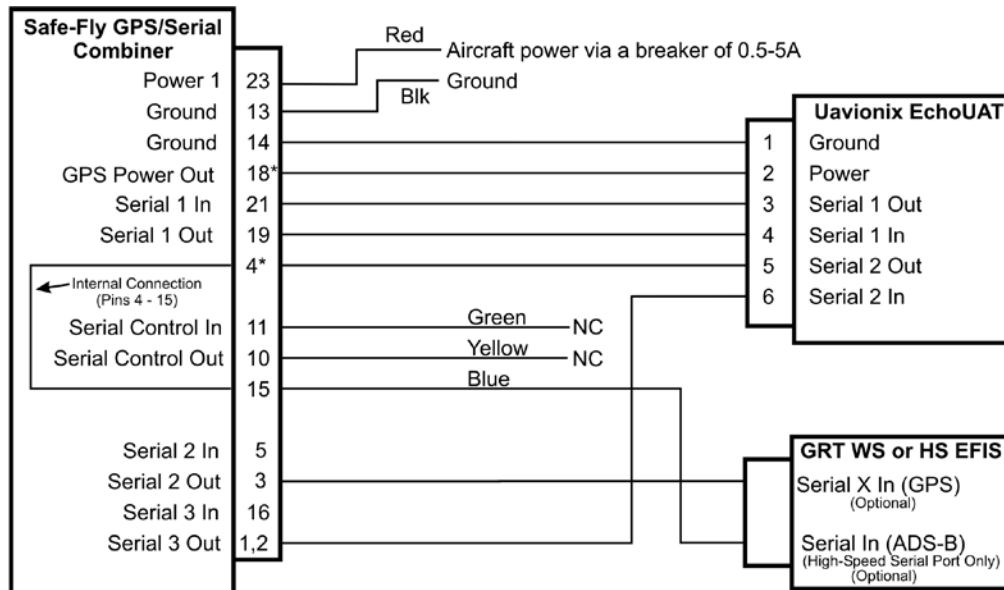 Safe-Fly GPS/Serial
Combiner
Power 1 23 Red Aircraft power via a breaker of 0.5-5A
Ground 13 Blk Ground
Ground 14
GPS Power Out 18*
Serial 1 In 21
Serial 1 Out 19
4*
Internal Connection
(Pins 4 - 15)
Serial Control In 11 Green NC
Serial Control Out 10 Yellow NC
15 Blue
Serial 2 In 5
Serial 2 Out 3
Serial 3 In 16
Serial 3 Out 1,2
Uavionix EchoUAT
1 Ground
2 Power
3 Serial 1 Out
4 Serial 1 In
5 Serial 2 Out
6 Serial 2 In
GRT WS or HS EFIS
Serial X In (GPS)
(Optional)
Serial In (ADS-B)
(High-Speed Serial Port Only)
(Optional)